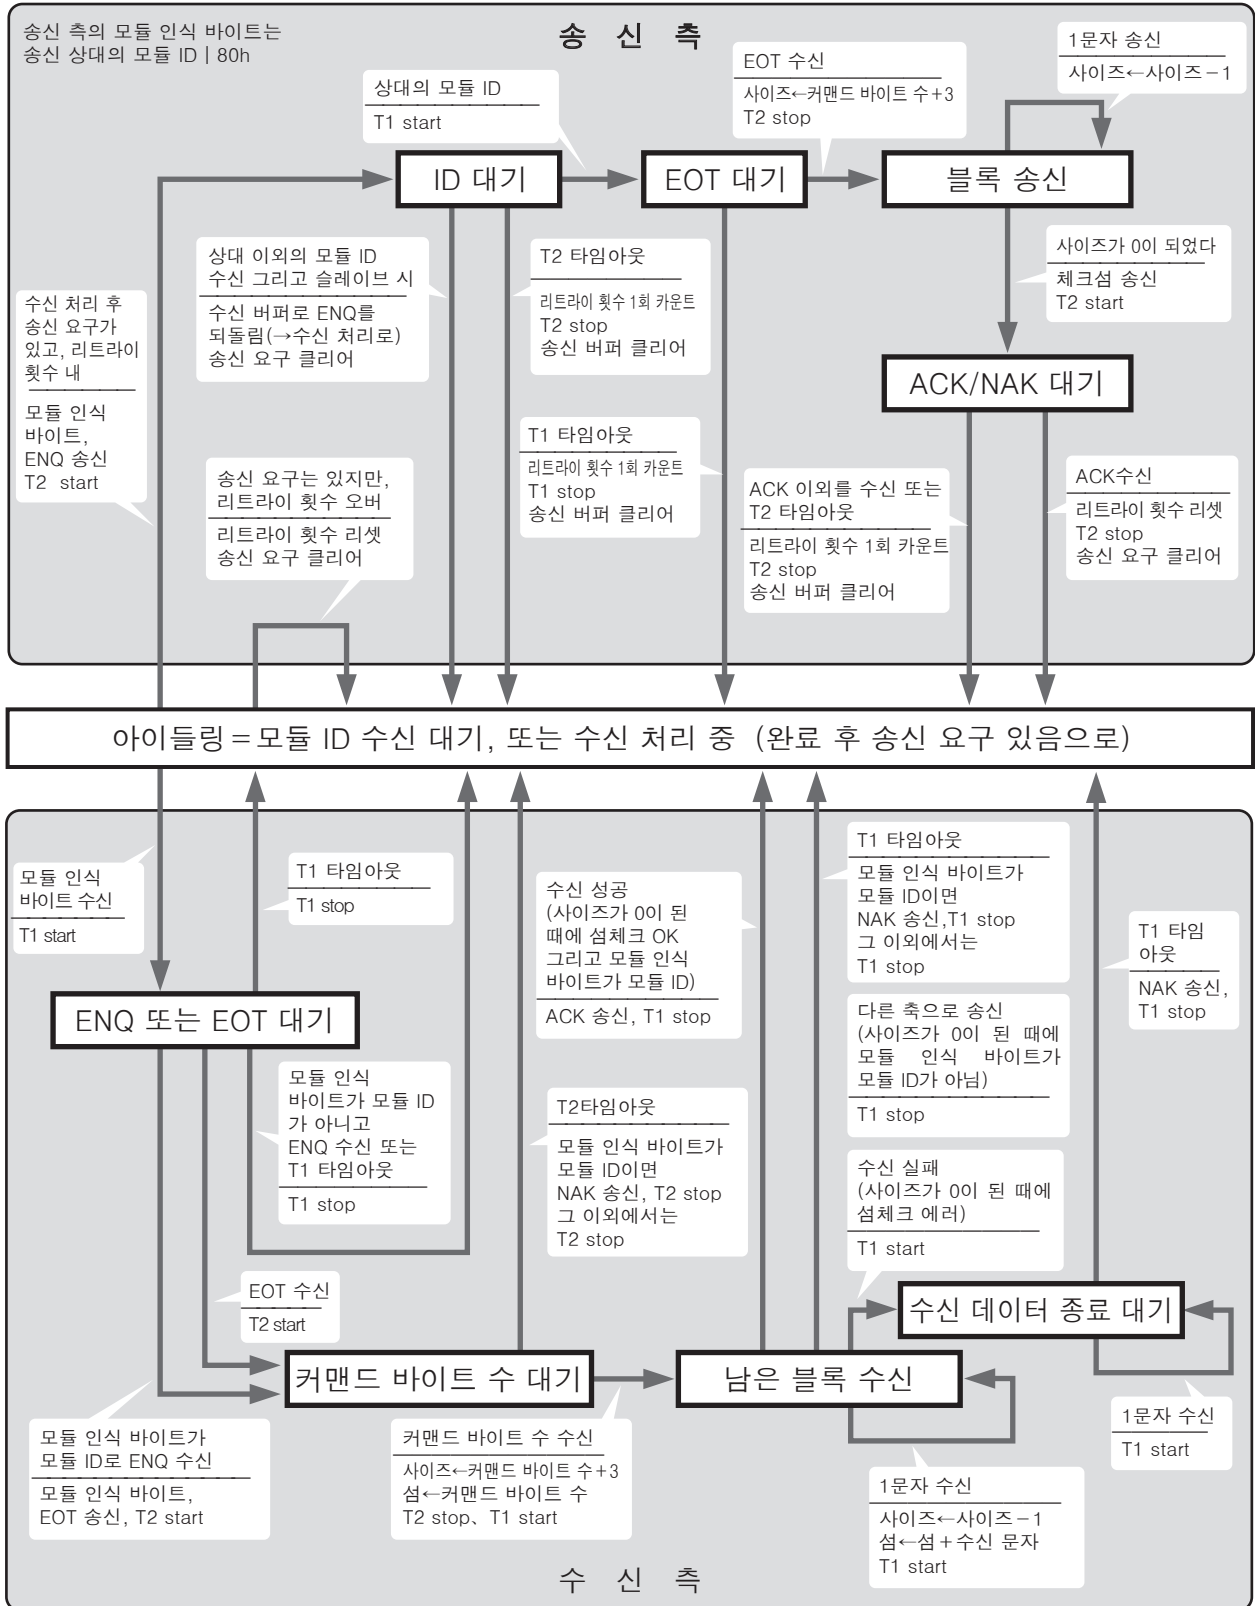 송신 측의 모듈 인식 바이트는
송신 상대의 모듈 ID | 80h
송 신 측
1문자 송신
사이즈←사이즈－1
EOT 수신
사이즈←커맨드 바이트 수+3
T2 stop
상대의 모듈 ID
T1 start
ID 대기
EOT 대기
블록 송신
상대 이외의 모듈 ID
수신 그리고 슬레이브 시
수신 버퍼로 ENQ를
되돌림(→수신 처리로)
송신 요구 클리어
T2 타임아웃
리트라이 횟수 1회 카운트
T2 stop
송신 버퍼 클리어
사이즈가 0이 되었다
체크섬 송신
T2 start
수신 처리 후
송신 요구가
있고, 리트라이
횟수 내
모듈 인식
바이트,
ENQ 송신
T2 start
ACK/NAK 대기
T1 타임아웃
리트라이 횟수 1회 카운트
T1 stop
송신 버퍼 클리어
송신 요구는 있지만,
리트라이 횟수 오버
리트라이 횟수 리셋
송신 요구 클리어
ACK 이외를 수신 또는
T2 타임아웃
리트라이 횟수 1회 카운트
T2 stop
송신 버퍼 클리어
ACK수신
리트라이 횟수 리셋
T2 stop
송신 요구 클리어
아이들링＝모듈 ID 수신 대기, 또는 수신 처리 중 (완료 후 송신 요구 있음으로)
모듈 인식
바이트 수신
T1 start
T1 타임아웃
T1 stop
수신 성공
(사이즈가 0이 된
때에 섬체크 OK
그리고 모듈 인식
바이트가 모듈 ID)
ACK 송신, T1 stop
T1 타임아웃
모듈 인식 바이트가
모듈 ID이면
NAK 송신,T1 stop
그 이외에서는
T1 stop
T1 타임
아웃
NAK 송신,
T1 stop
ENQ 또는 EOT 대기
다른 축으로 송신
(사이즈가 0이 된 때에
모듈 인식 바이트가
모듈 ID가 아님)
T1 stop
모듈 인식
바이트가 모듈 ID
가 아니고
ENQ 수신 또는
T1 타임아웃
T1 stop
T2타임아웃
모듈 인식 바이트가
모듈 ID이면
NAK 송신, T2 stop
그 이외에서는
T2 stop
수신 실패
(사이즈가 0이 된 때에
섬체크 에러)
T1 start
EOT 수신
T2 start
수신 데이터 종료 대기
커맨드 바이트 수 대기
남은 블록 수신
모듈 인식 바이트가
모듈 ID로 ENQ 수신
모듈 인식 바이트,
EOT 송신, T2 start
커맨드 바이트 수 수신
사이즈←커맨드 바이트 수+3
섬←커맨드 바이트 수
T2 stop、T1 start
1문자 수신
T1 start
1문자 수신
사이즈←사이즈－1
섬←섬＋수신 문자
T1 start
수 신 측